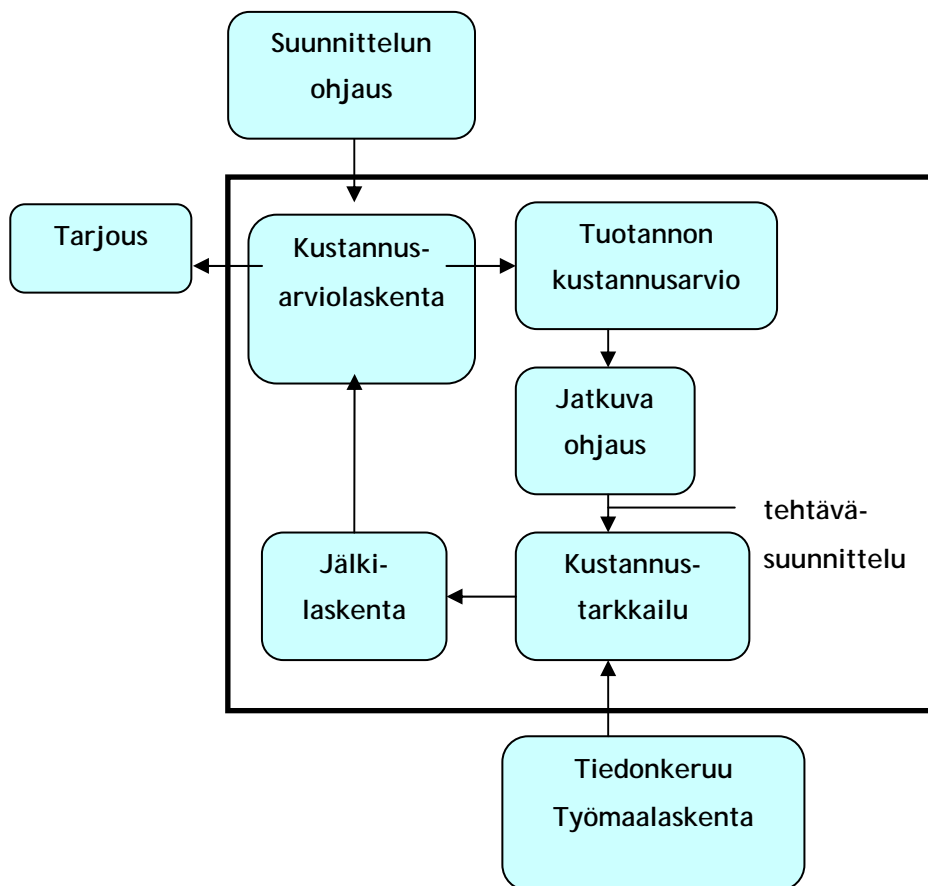 Suunnittelun
ohjaus
Tarjous
Kustannus-
arviolaskenta
Tuotannon
kustannusarvio
Jatkuva
ohjaus
tehtävä-
suunnittelu
Jälki-
laskenta
Kustannus-
tarkkailu
Tiedonkeruu
Työmaalaskenta